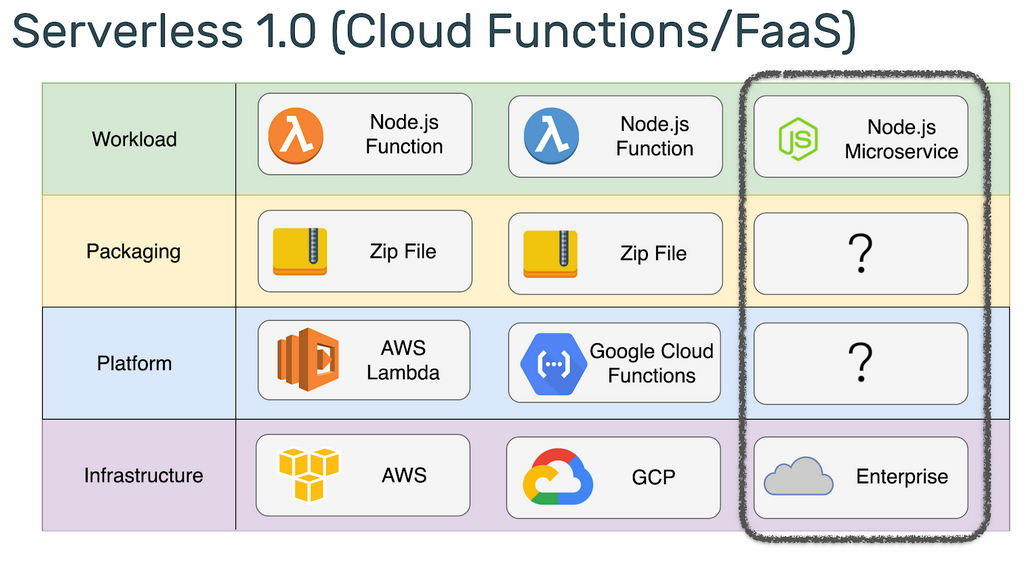 Serverless 1.0 (Cloud Functions/FaaS)
Workload
Node.js
Function
Node.js
Function
JS
Node.js
Microservice
Packaging
Zip File
Zip File
?
Platform
AWS
Lambda
Google Cloud
Functions
?
Infrastructure
AWS
GCP
Enterprise